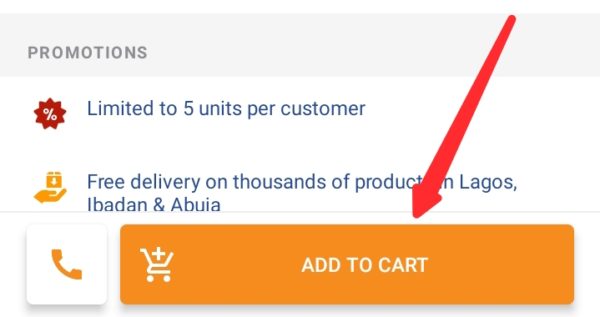 PROMOTIONS
%
Limited to 5 units per customer
Free delivery on thousands of product in Lagos,
Ibadan & Abuja
ADD TO CART